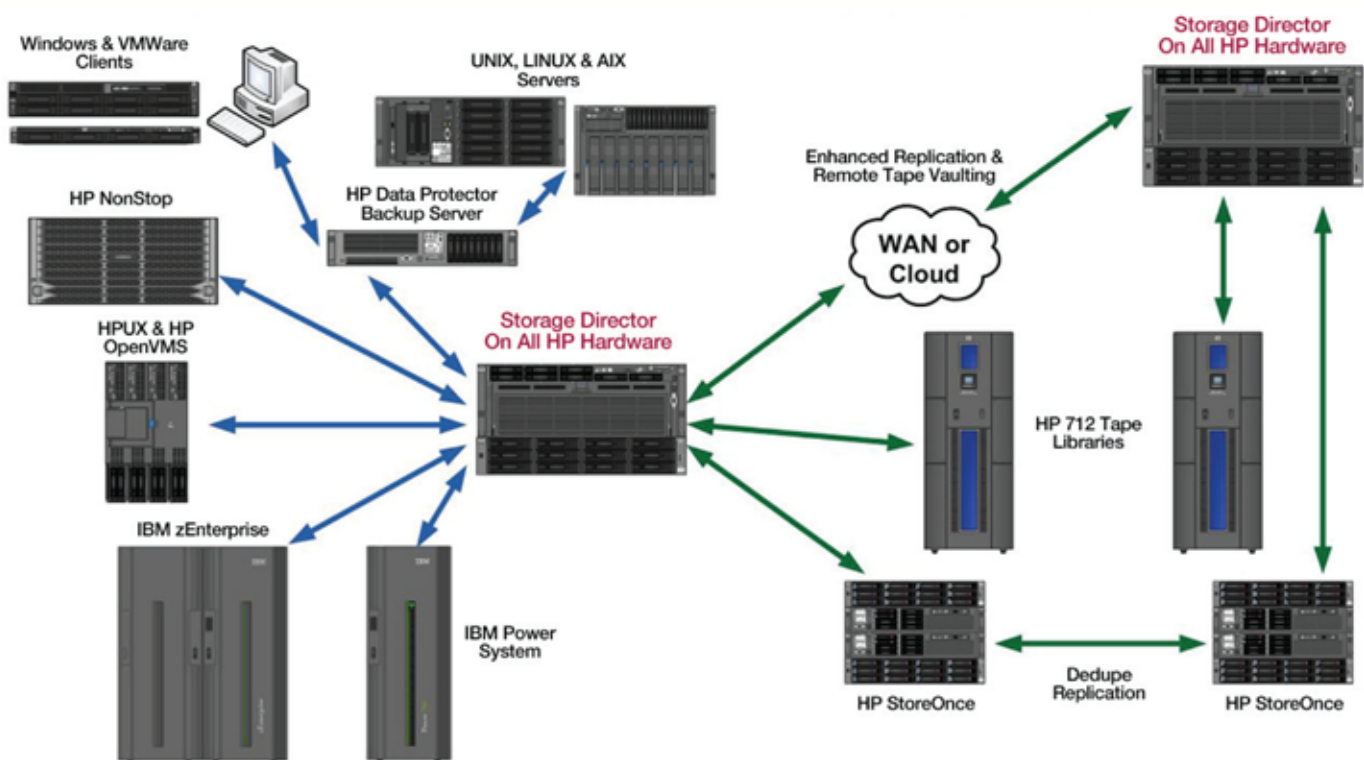 Windows & VMWare
Clients
UNIX, LINUX & AIX
Servers
Storage Director
On All HP Hardware
Enhanced Replication &
Remote Tape Vaulting
HP NonStop
HP Data Protector
Backup Server
WAN or
Cloud
HPUX & HP
OpenVMS
Storage Director
On All HP Hardware
HP 712 Tape
Libraries
IBM zEnterprise
IBM
IBM
IBM Power
System
Dedupe
Replication
HP StoreOnce
HP StoreOnce